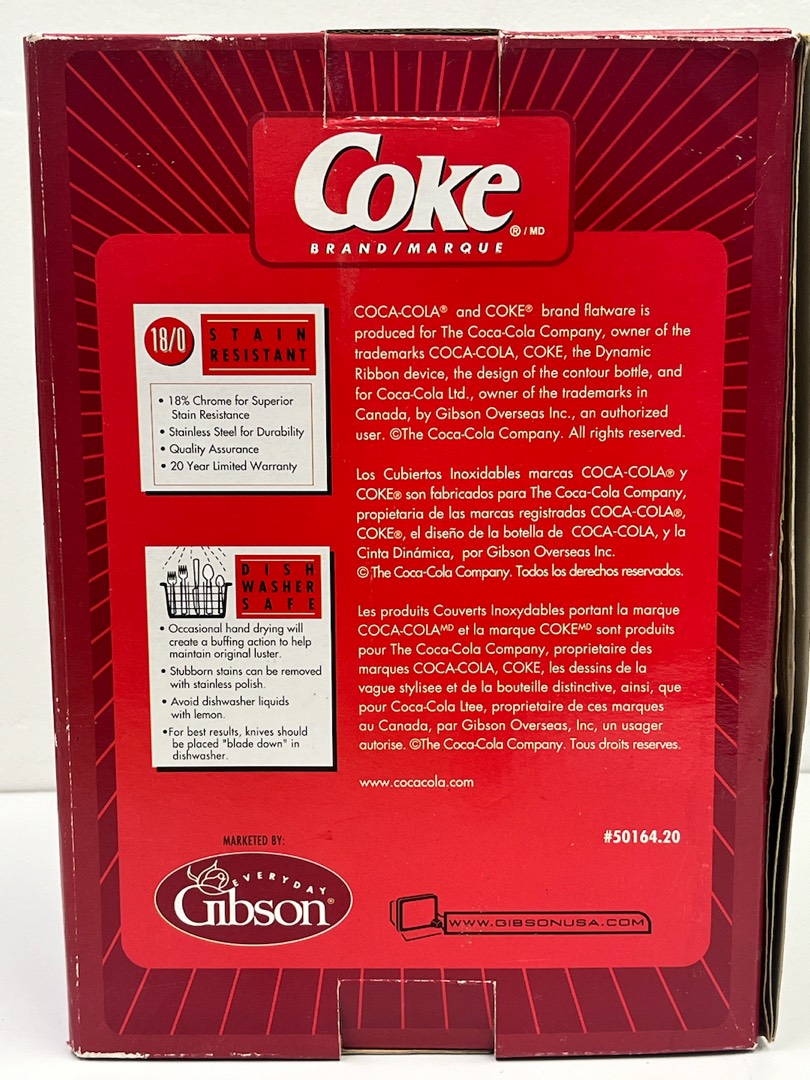 Coke
®/MD
BRAND/MARQUE
18/0
STAIN
RESISTANT
• 18% Chrome for Superior
Stain Resistance
• Stainless Steel for Durability
• Quality Assurance
• 20 Year Limited Warranty
DISH
WASHER
SAFE
• Occasional hand drying will
create a buffing action to help
maintain original luster.
• Stubborn stains can be removed
with stainless polish.
• Avoid dishwasher liquids
with lemon.
•For best results, knives should
be placed "blade down" in
dishwasher.
COCA-COLA® and COKE® brand flatware is
produced for The Coca-Cola Company, owner of the
trademarks COCA-COLA, COKE, the Dynamic
Ribbon device, the design of the contour bottle, and
for Coca-Cola Ltd., owner of the trademarks in
Canada, by Gibson Overseas Inc., an authorized
user. ©The Coca-Cola Company. All rights reserved.
Los Cubiertos Inoxidables marcas COCA-COLA® y
COKE® son fabricados para The Coca-Cola Company,
propietaria de las marcas registradas COCA-COLA®,
COKE®, el diseño de la botella de COCA-COLA, y la
Cinta Dinámica, por Gibson Overseas Inc.
© The Coca-Cola Company. Todos los derechos reservados.
Les produits Couverts Inoxydables portant la marque
COCA-COLAMD et la marque COKEMD sont produits
pour The Coca-Cola Company, proprietaire des
marques COCA-COLA, COKE, les dessins de la
vague stylisee et de la bouteille distinctive, ainsi, que
pour Coca-Cola Ltee, proprietaire de ces marques
au Canada, par Gibson Overseas, Inc, un usager
autorise. ©The Coca-Cola Company. Tous droits reserves.
www.cocacola.com
#50164.20
MARKETED BY:
EVERYDAY
Gibson®
WWW.GIBSONUSA.COM